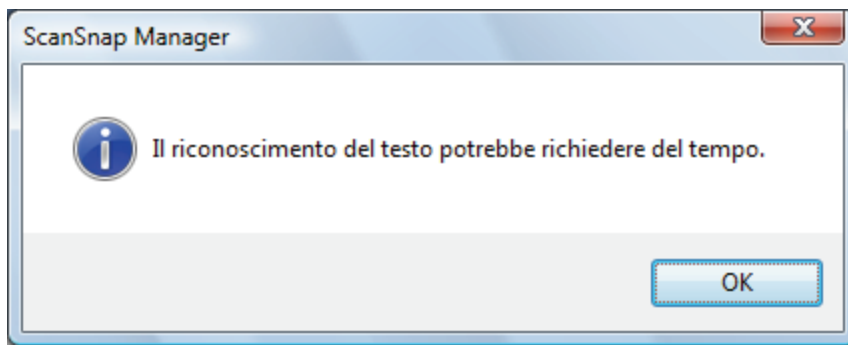 ScanSnap Manager
Il riconoscimento del testo potrebbe richiedere del tempo.
OK